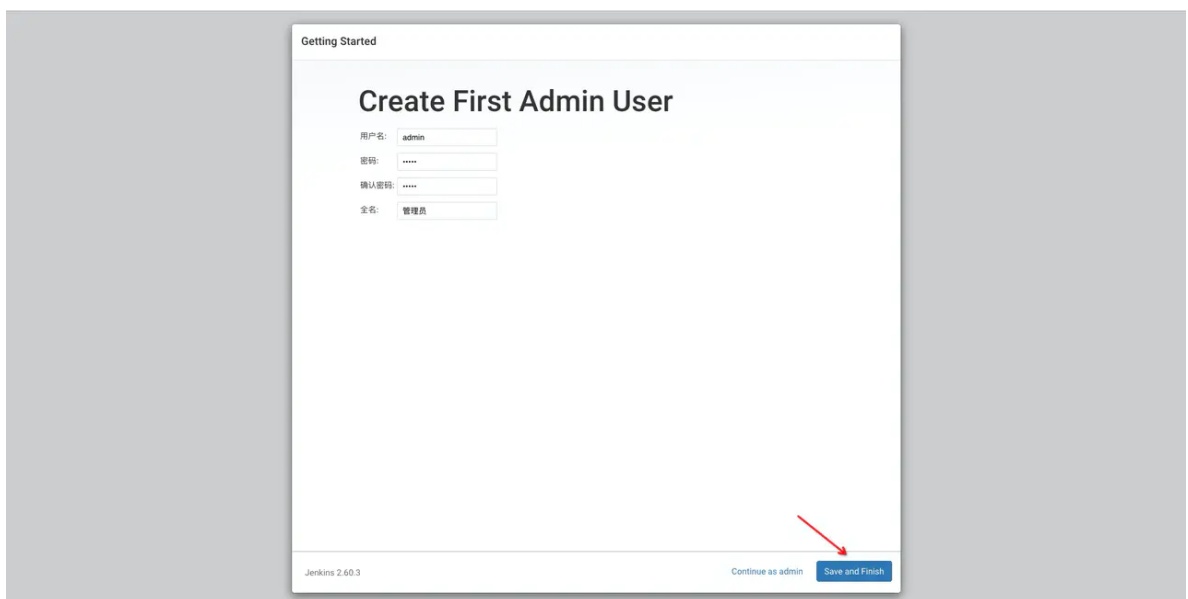 Getting Started
Create First Admin User
用户名: admin
密码: •••••
确认密码: •••••
全名: 管理员
Jenkins 2.60.3 Continue as admin Save and Finish